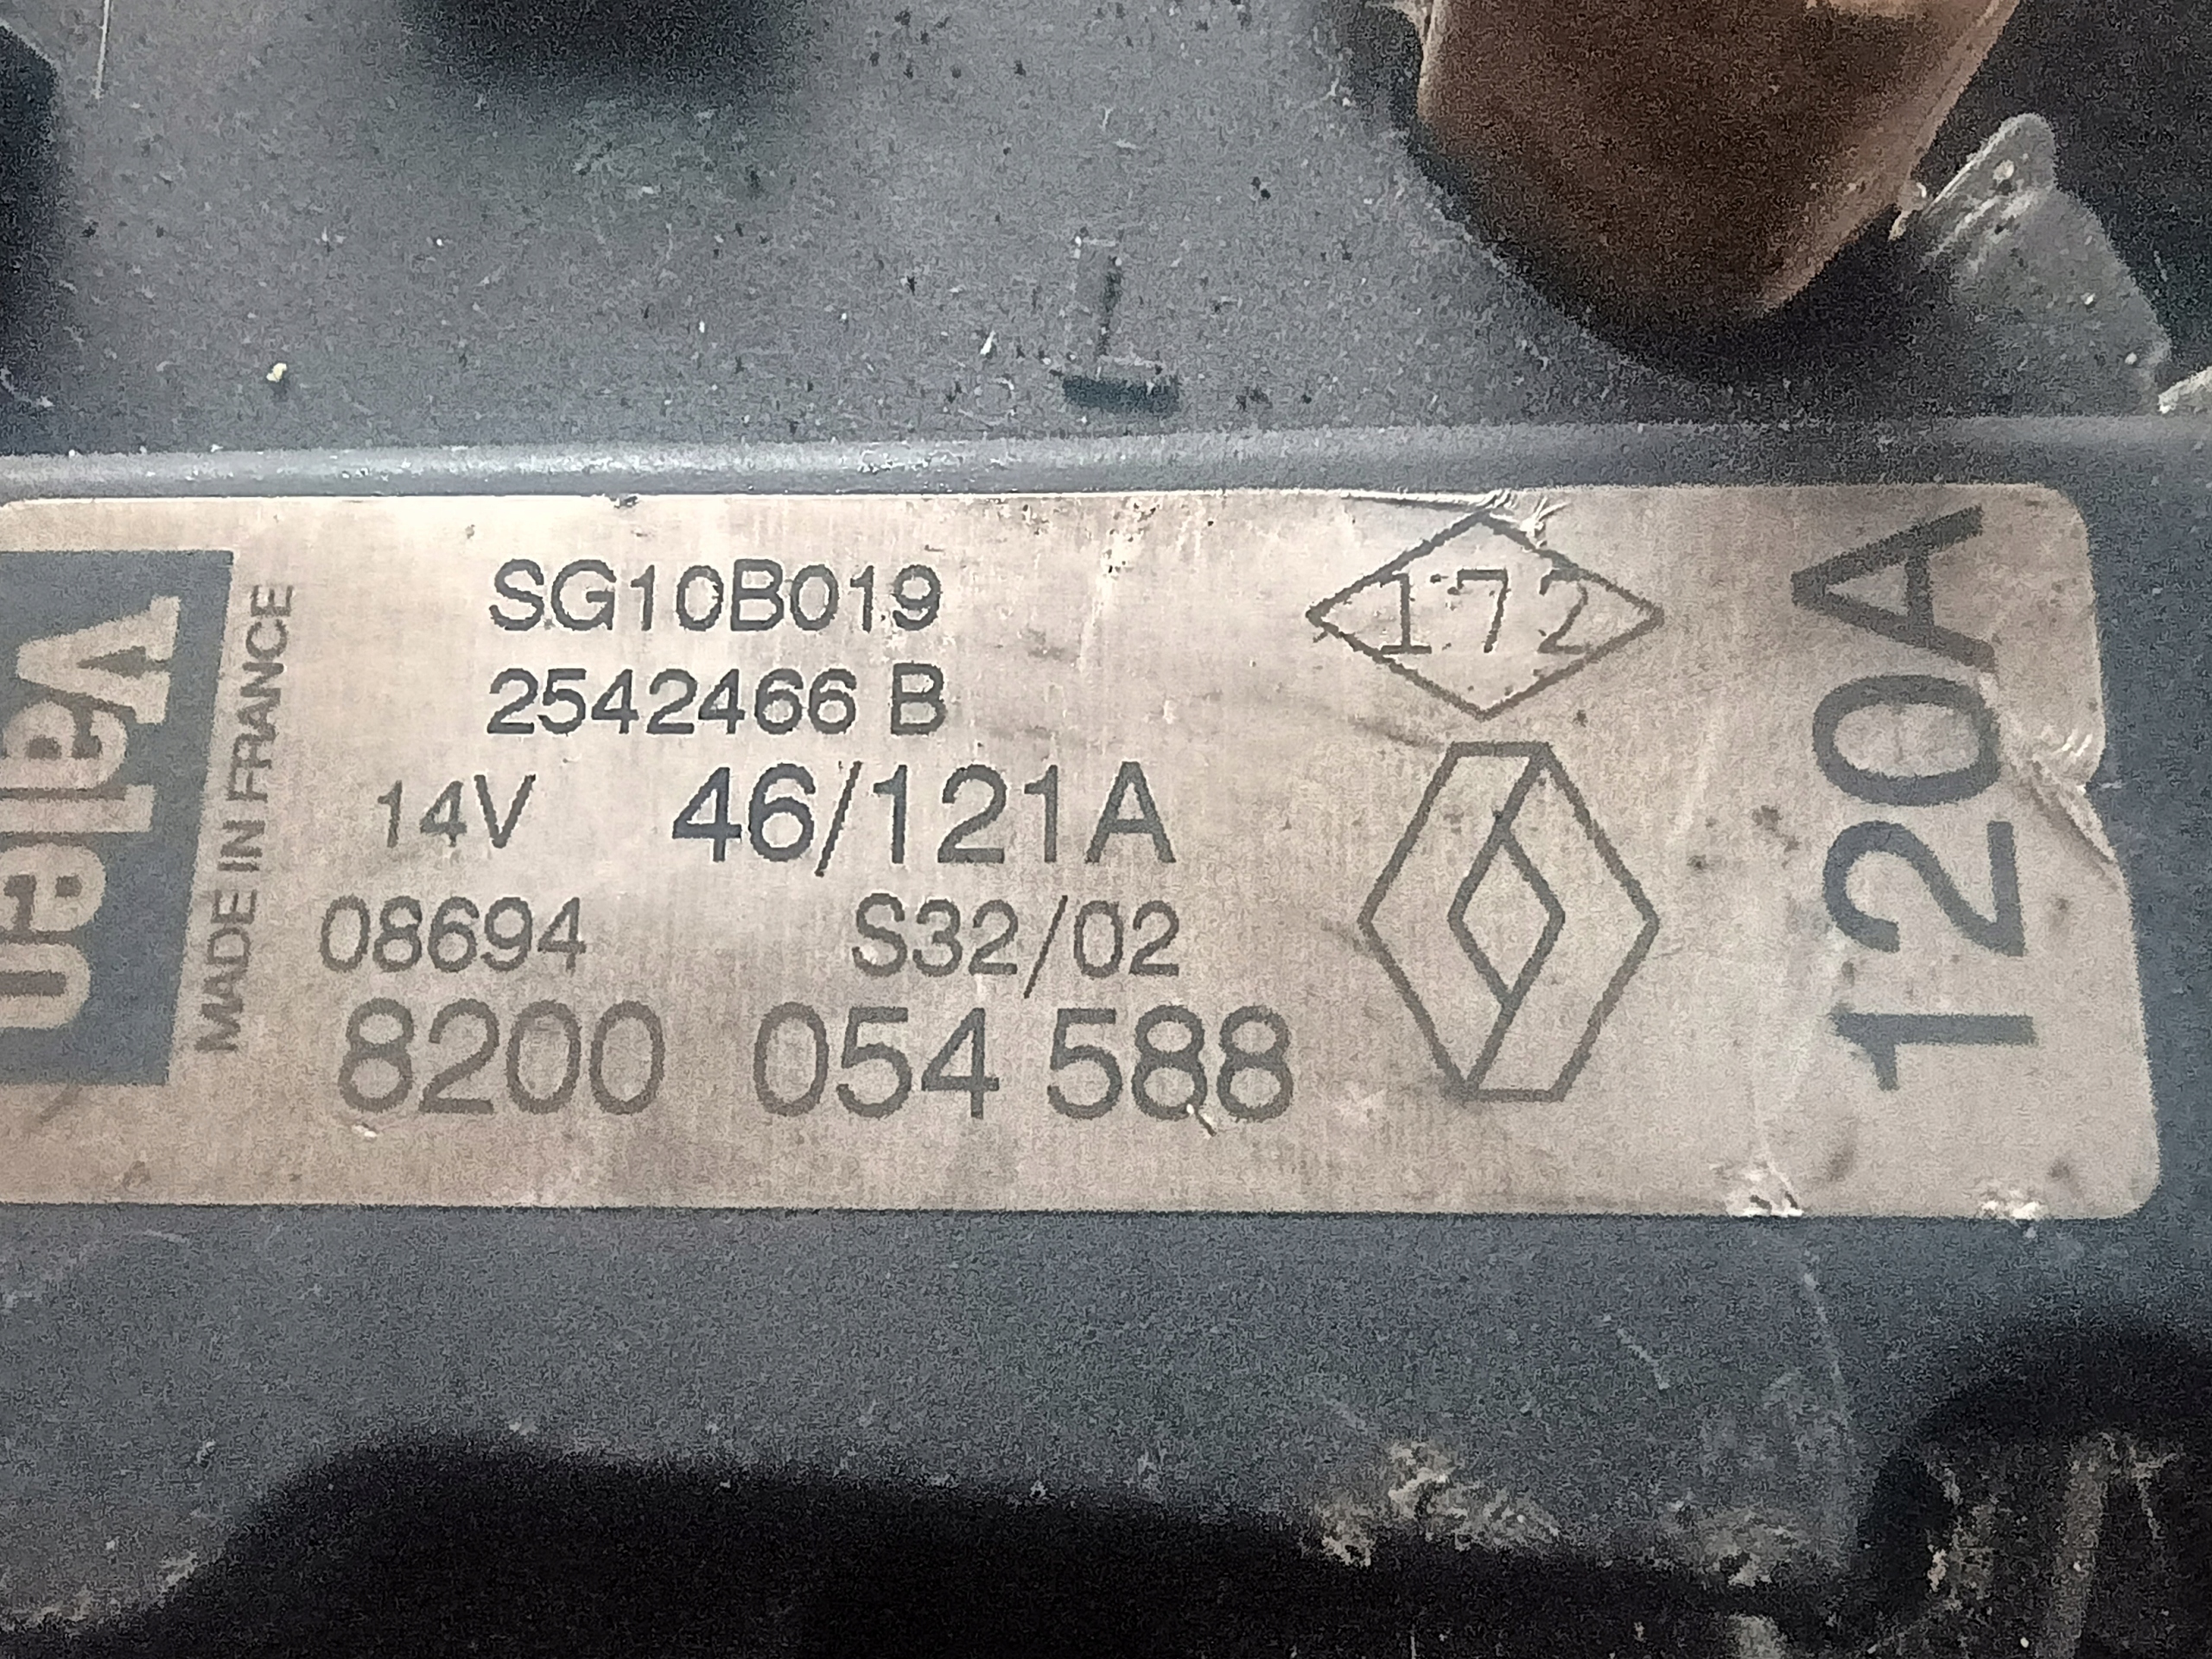 Valeo
MADE IN FRANCE
SG10B019
2542466 B
14V 46/121A
08694 S32/02
8200 054 588
172
120A